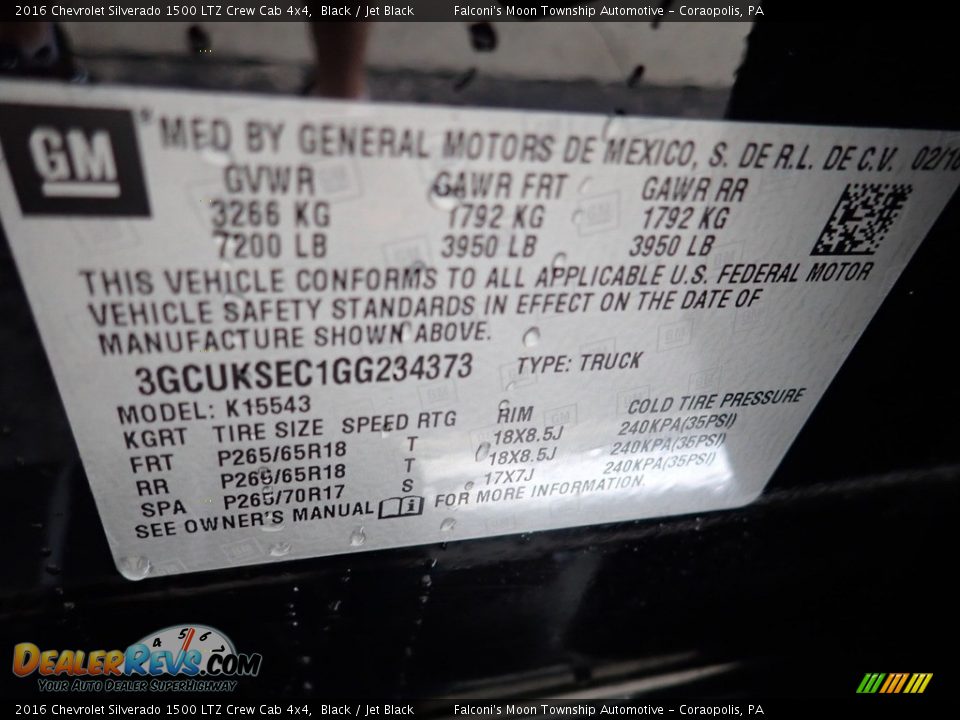 2016 Chevrolet Silverado 1500 LTZ Crew Cab 4x4, Black / Jet Black Falconi's Moon Township Automotive - Coraopolis, PA
GM
MFD BY GENERAL MOTORS DE MEXICO, S. DE R.L. DE C.V. 02/16
GVWR GAWR FRT GAWR RR
3266 KG 1792 KG 1792 KG
7200 LB 3950 LB 3950 LB
THIS VEHICLE CONFORMS TO ALL APPLICABLE U.S. FEDERAL MOTOR
VEHICLE SAFETY STANDARDS IN EFFECT ON THE DATE OF
MANUFACTURE SHOWN ABOVE.
3GCUKSEC1GG234373 TYPE: TRUCK
MODEL: K15543
KGRT TIRE SIZE SPEED RTG RIM COLD TIRE PRESSURE
FRT P265/65R18 T 18X8.5J 240KPA(35PSI)
RR P265/65R18 T 18X8.5J 240KPA(35PSI)
SPA P265/70R17 S 17X7J 240KPA(35PSI)
SEE OWNER'S MANUAL FOR MORE INFORMATION.
4 5 6
DEALERREVS.COM
Your Auto Dealer SuperHighway
2016 Chevrolet Silverado 1500 LTZ Crew Cab 4x4, Black / Jet Black Falconi's Moon Township Automotive - Coraopolis, PA